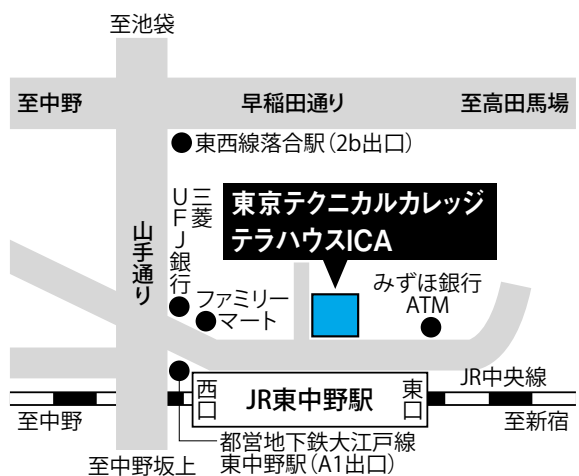 至池袋
至中野
早稲田通り
至高田馬場
東西線落合駅（2b出口）
山手通り
三菱
UFJ銀行
東京テクニカルカレッジ
テラハウスICA
ファミリー
マート
みずほ銀行
ATM
西口
JR東中野駅
東口
JR中央線
至中野
至新宿
都営地下鉄大江戸線
東中野駅（A1出口）
至中野坂上